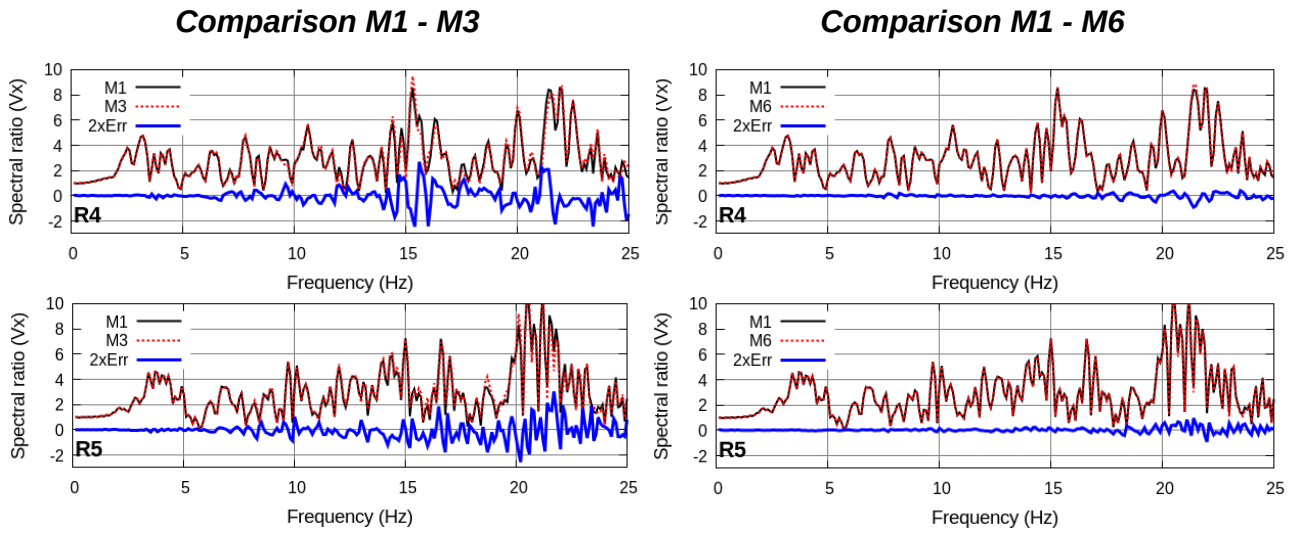 Comparison M1 - M3
Comparison M1 - M6
Spectral ratio (Vx)
10
8
6
4
2
0
-2
M1
M3
2xErr
R4
0 5 10 15 20 25
Frequency (Hz)
Spectral ratio (Vx)
10
8
6
4
2
0
-2
M1
M6
2xErr
R4
0 5 10 15 20 25
Frequency (Hz)
Spectral ratio (Vx)
10
8
6
4
2
0
-2
M1
M3
2xErr
R5
0 5 10 15 20 25
Frequency (Hz)
Spectral ratio (Vx)
10
8
6
4
2
0
-2
M1
M6
2xErr
R5
0 5 10 15 20 25
Frequency (Hz)